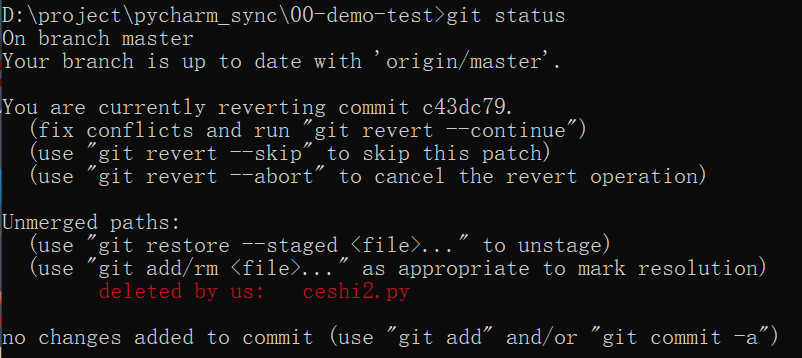 D:\project\pycharm_sync\00-demo-test>git status
On branch master
Your branch is up to date with 'origin/master'.

You are currently reverting commit c43dc79.
  (fix conflicts and run "git revert --continue")
  (use "git revert --skip" to skip this patch)
  (use "git revert --abort" to cancel the revert operation)

Unmerged paths:
  (use "git restore --staged <file>..." to unstage)
  (use "git add/rm <file>..." as appropriate to mark resolution)
        deleted by us:   ceshi2.py

no changes added to commit (use "git add" and/or "git commit -a")